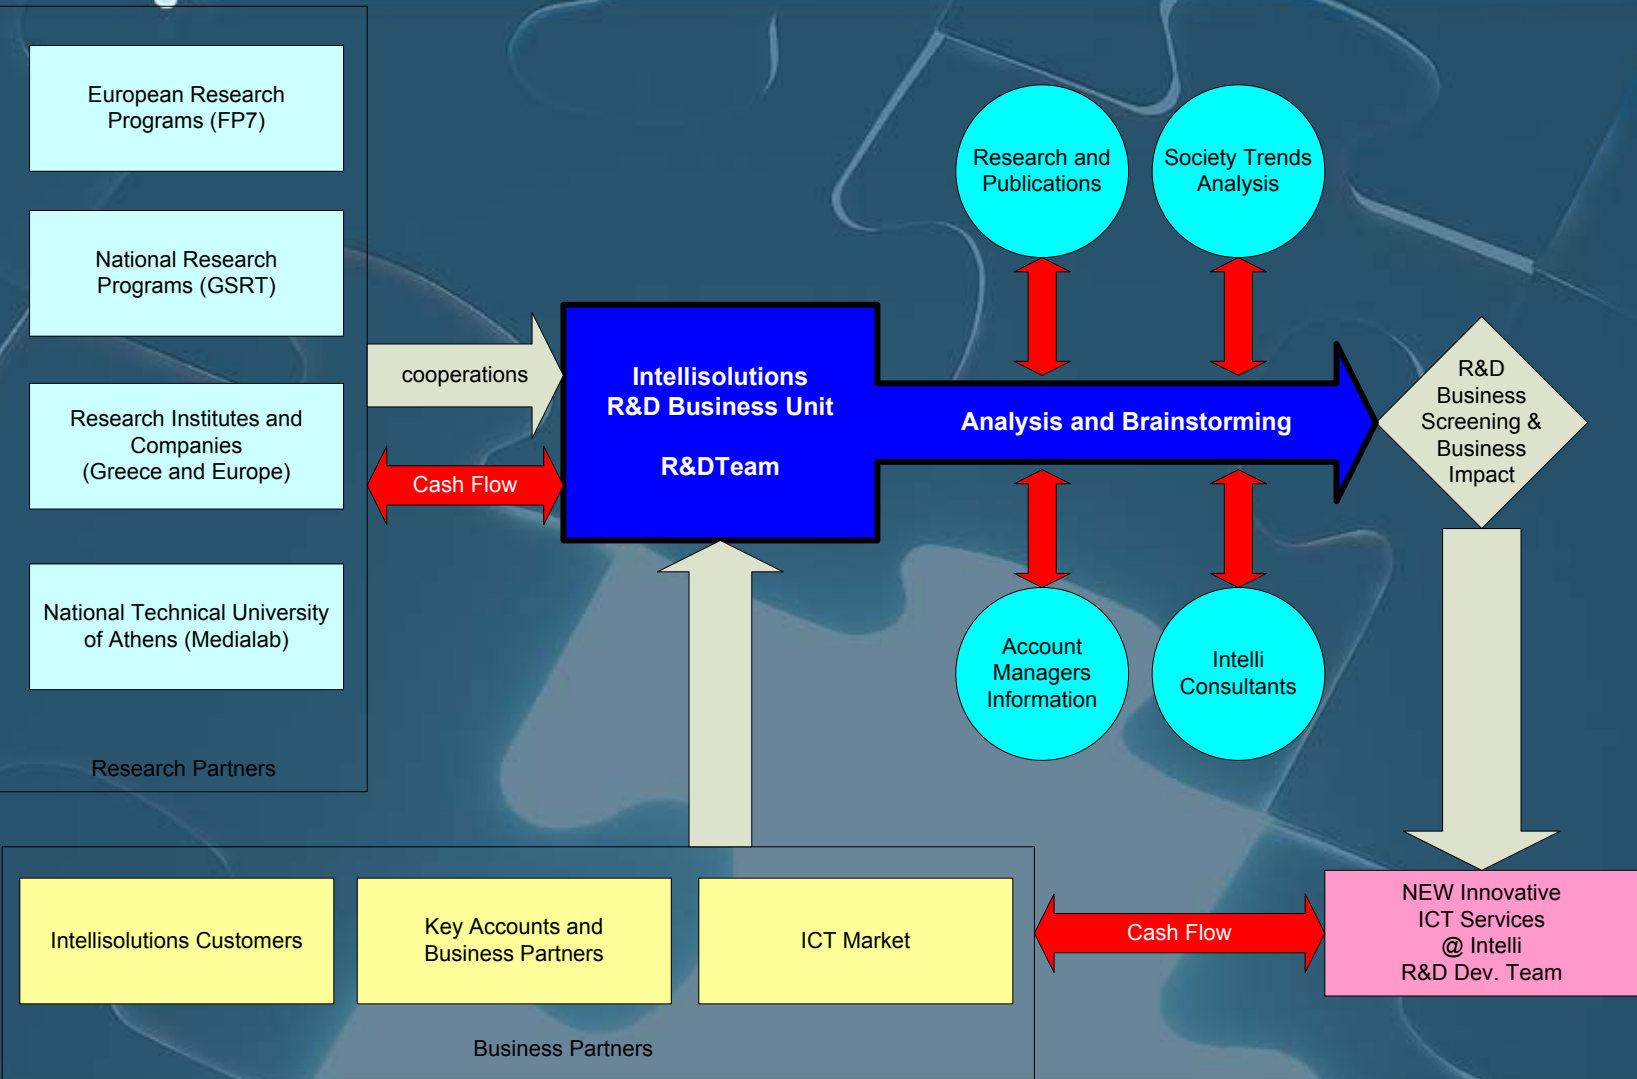 European Research
Programs (FP7)
National Research
Programs (GSRT)
Research Institutes and
Companies
(Greece and Europe)
National Technical University
of Athens (Medialab)
Research Partners
cooperations
Cash Flow
Intellisolutions
R&D Business Unit
R&DTeam
Analysis and Brainstorming
Research and
Publications
Society Trends
Analysis
Account
Managers
Information
Intelli
Consultants
R&D
Business
Screening &
Business
Impact
Intellisolutions Customers
Key Accounts and
Business Partners
ICT Market
Business Partners
Cash Flow
NEW Innovative
ICT Services
@ Intelli
R&D Dev. Team